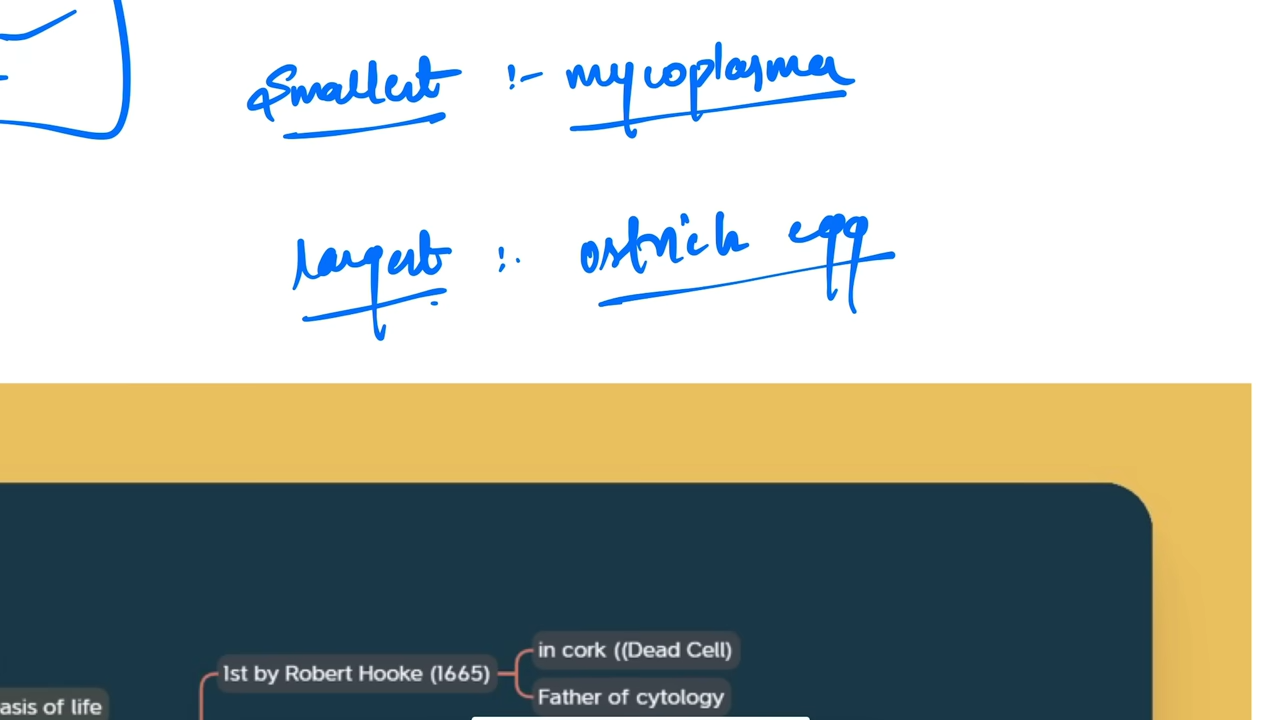 Smallest :- mycoplasma
largest :- ostrich egg
in cork ((Dead Cell)
1st by Robert Hooke (1665)
Father of cytology
asis of life